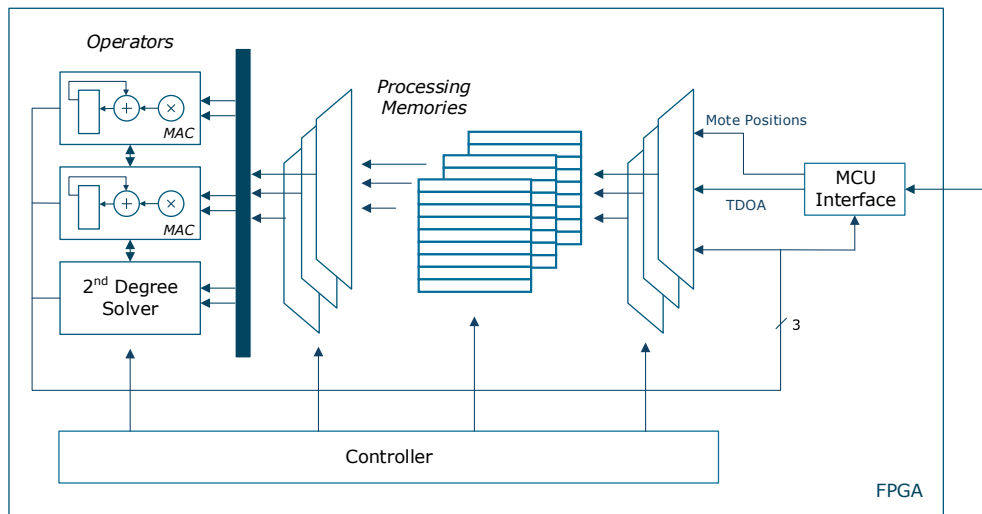 Operators
Processing
Memories
MAC
MAC
2nd Degree
Solver
Mote Positions
TDOA
MCU
Interface
3
Controller
FPGA